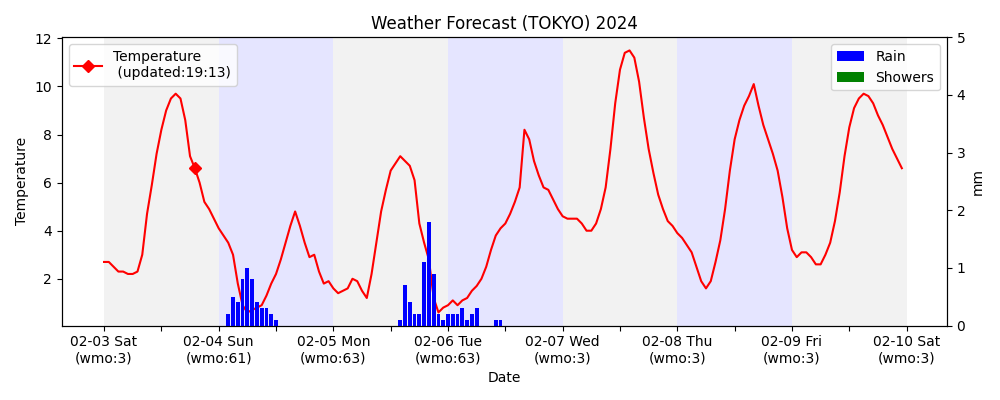 Weather Forecast (TOKYO) 2024
Temperature
(updated:19:13)
Rain
Showers
12
10
8
6
4
2
Temperature
5
4
3
2
1
0
mm
02-03 Sat 02-04 Sun 02-05 Mon 02-06 Tue 02-07 Wed 02-08 Thu 02-09 Fri 02-10 Sat
(wmo:3) (wmo:61) (wmo:63) (wmo:63) (wmo:3) (wmo:3) (wmo:3) (wmo:3)
Date